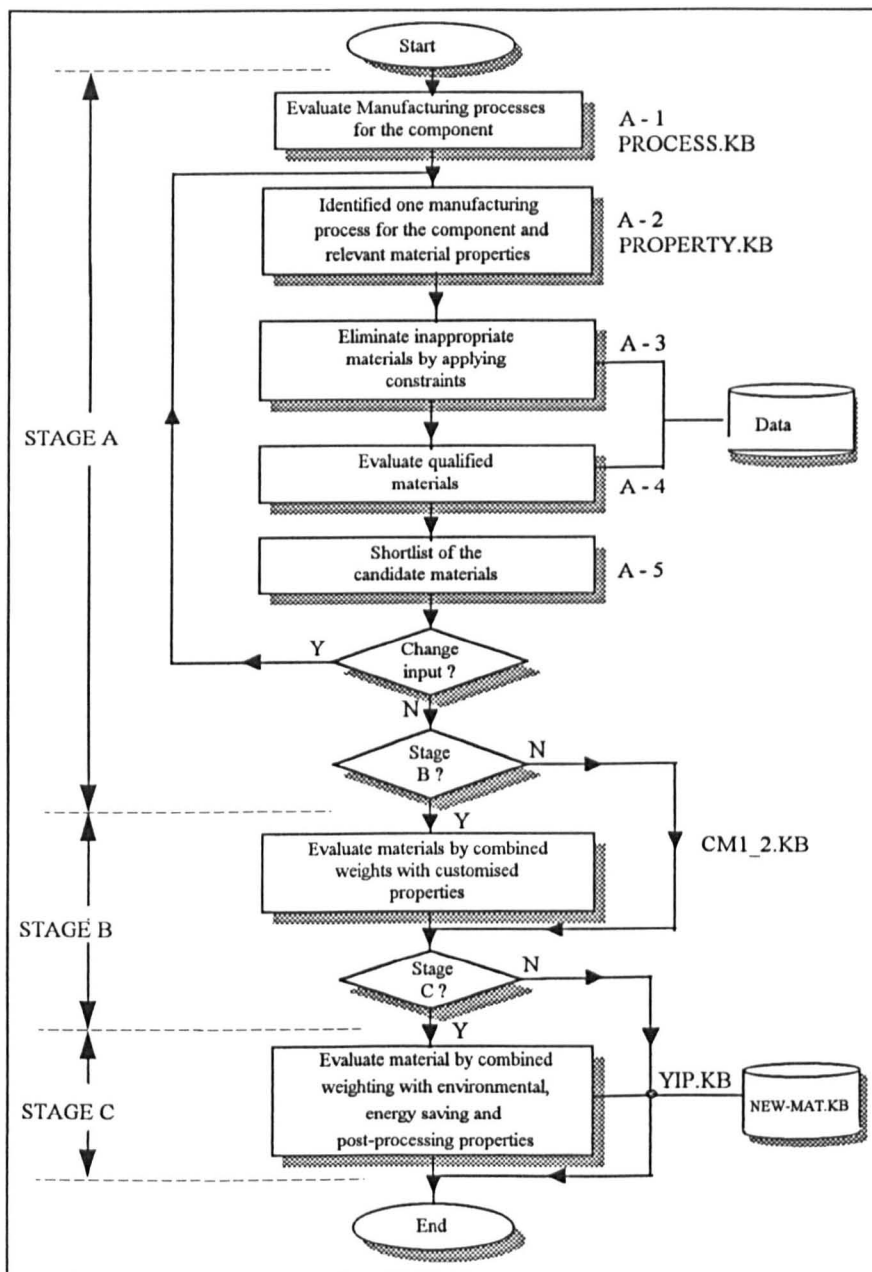 Start
Evaluate Manufacturing processes
for the component
A - 1
PROCESS.KB
Identified one manufacturing
process for the component and
relevant material properties
A - 2
PROPERTY.KB
Eliminate inappropriate
materials by applying
constraints
A - 3
Data
STAGE A
Evaluate qualified
materials
A - 4
Shortlist of the
candidate materials
A - 5
Y
Change
input ?
N
Stage
B ?
N
Y
CM1_2.KB
Evaluate materials by combined
weights with customised
properties
STAGE B
Stage
C ?
N
Y
Evaluate material by combined
weighting with environmental,
energy saving and
post-processing properties
YIP.KB
NEW-MAT.KB
STAGE C
End